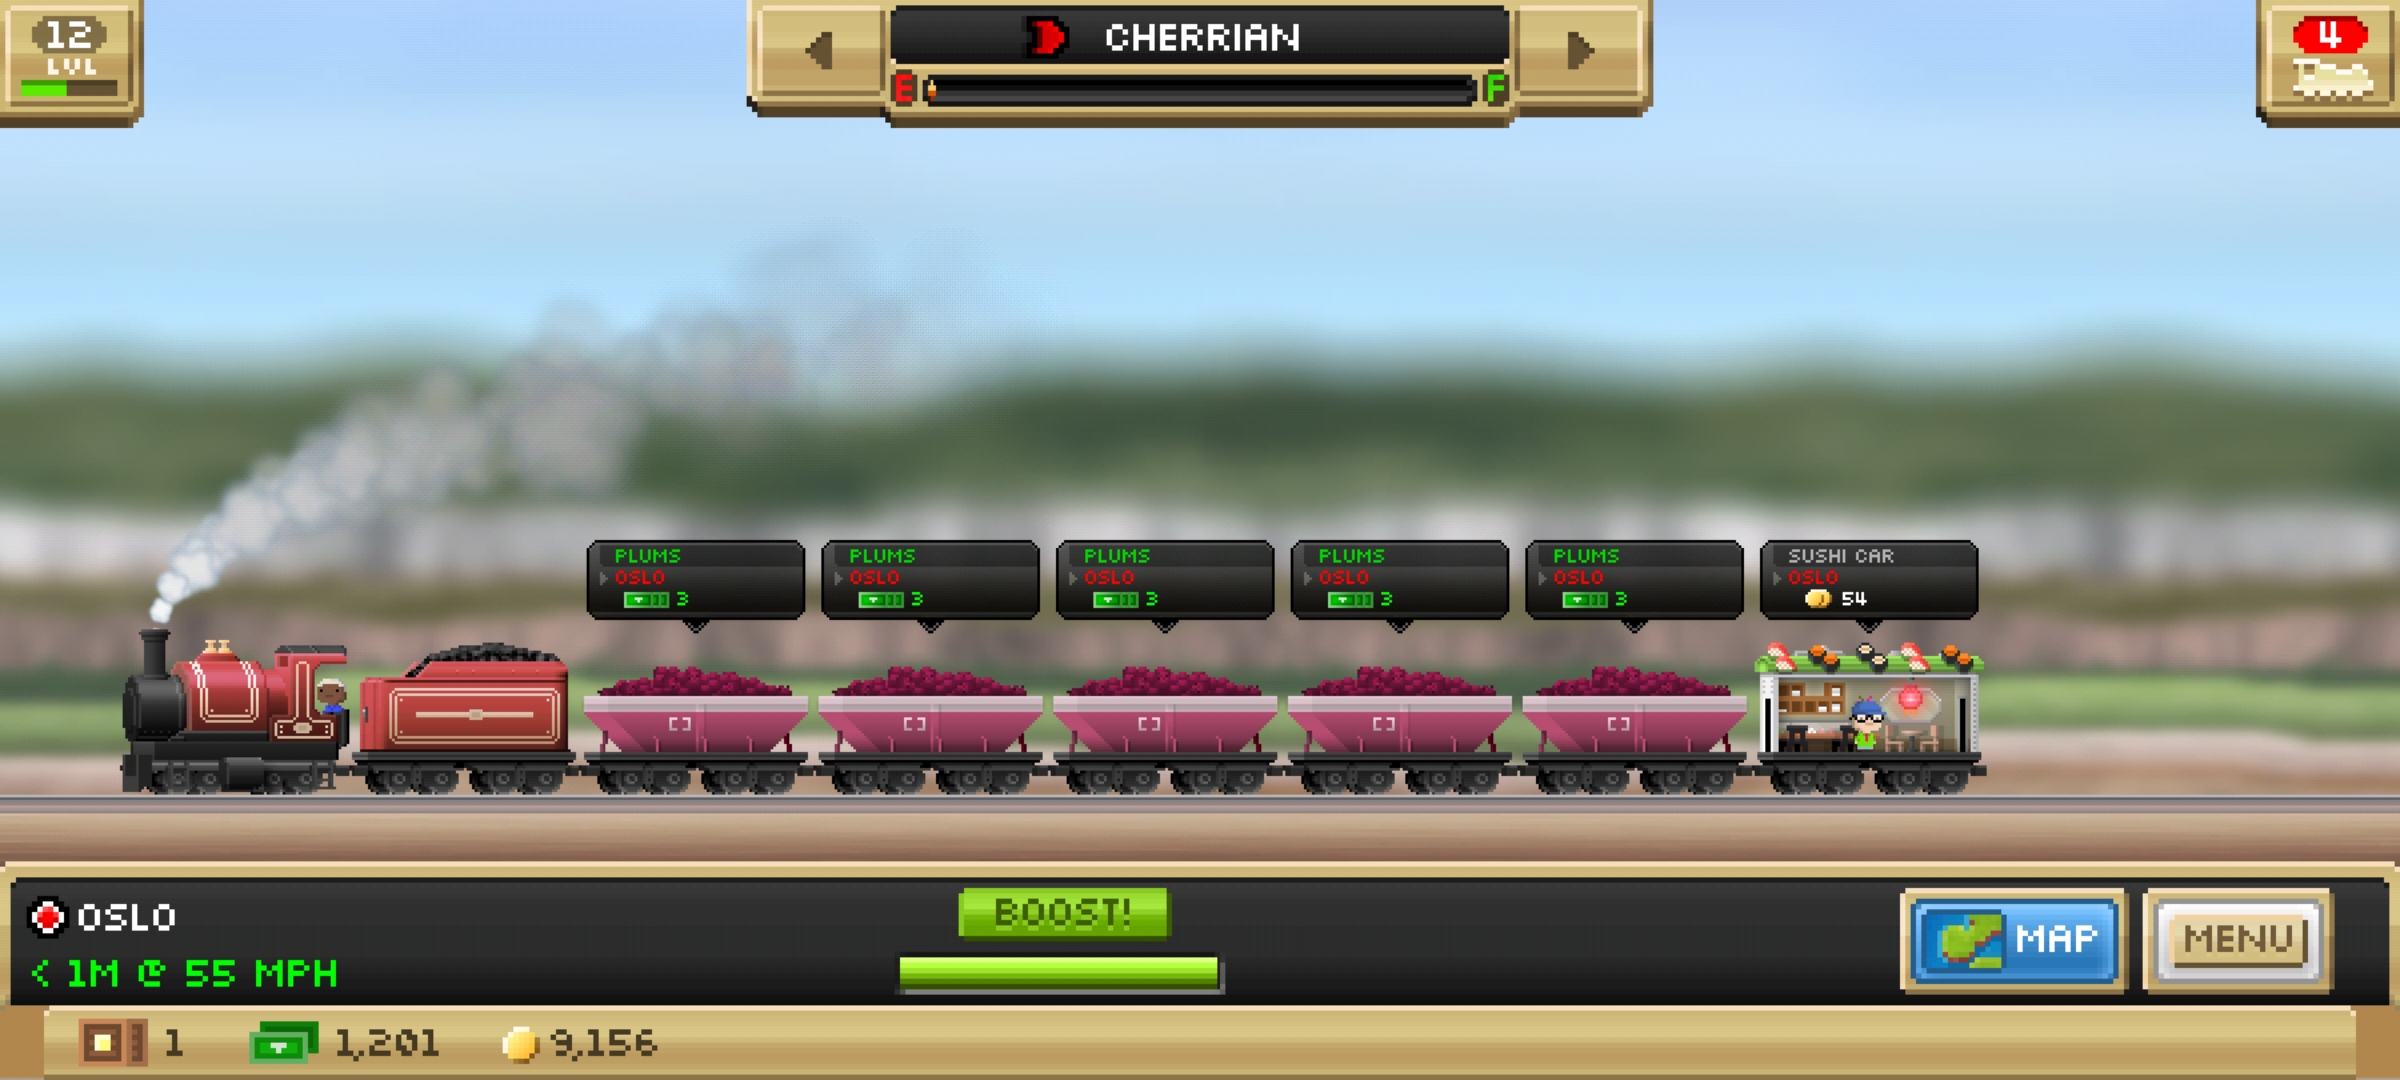 12
LVL
CHERRIAN
E F
4
PLUMS
OSLO
3
PLUMS
OSLO
3
PLUMS
OSLO
3
PLUMS
OSLO
3
PLUMS
OSLO
3
SUSHI CAR
OSLO
54
OSLO
< 1M @ 55 MPH
BOOST!
MAP
MENU
1
1,201
9,156